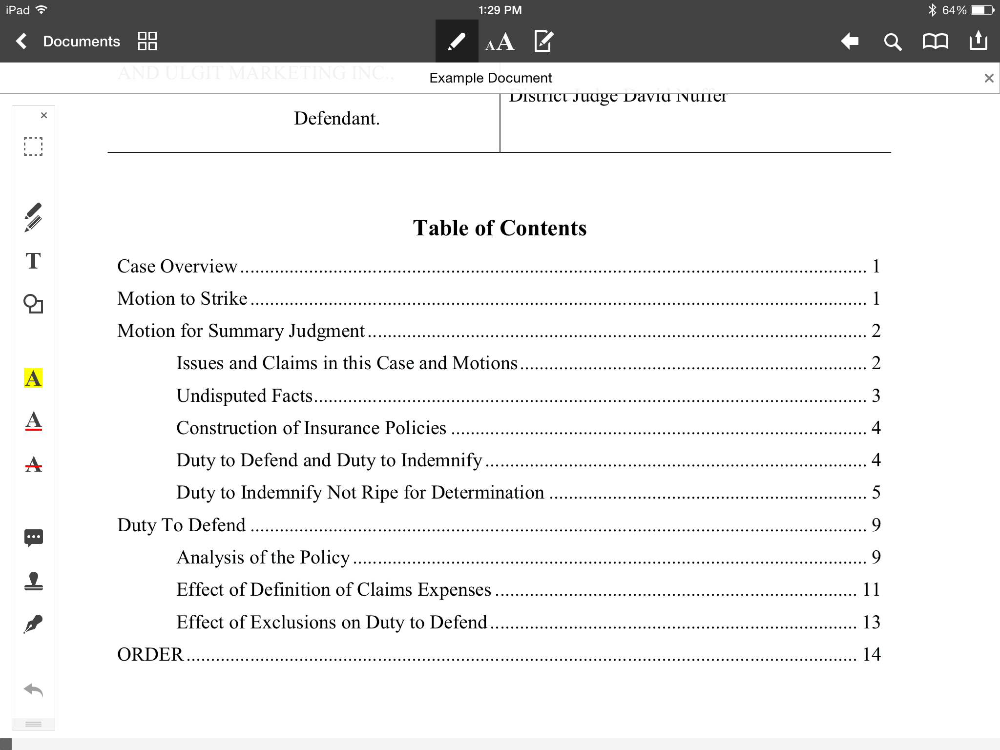 iPad 1:29 PM 64%
Documents AA
AND ULGIT MARKETING INC.,
Example Document
District Judge David Nuffer
Defendant.
T
Table of Contents
Case Overview 1
Motion to Strike 1
Motion for Summary Judgment 2
A
Issues and Claims in this Case and Motions 2
Undisputed Facts 3
A
Construction of Insurance Policies 4
A
Duty to Defend and Duty to Indemnify 4
Duty to Indemnify Not Ripe for Determination 5
Duty To Defend 9
Analysis of the Policy 9
Effect of Definition of Claims Expenses 11
Effect of Exclusions on Duty to Defend 13
ORDER 14